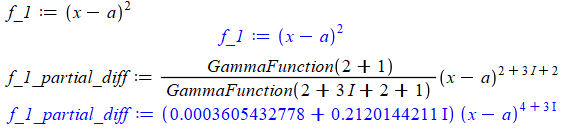 f_1 := (x − a)^2
f_1 := (x − a)^2
f_1_partial_diff := GammaFunction(2 + 1) / GammaFunction(2 + 3 I + 2 + 1) (x − a)^(2 + 3 I + 2)
f_1_partial_diff := (0.0003605432778 + 0.2120144211 I) (x − a)^(4 + 3 I)